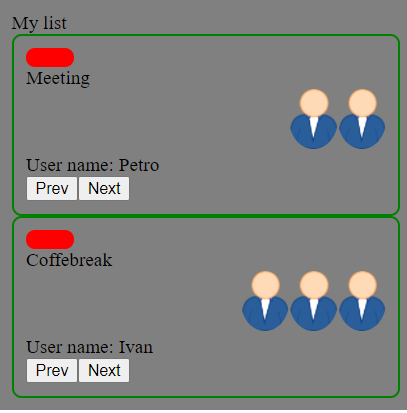 My list
Meeting
User name: Petro
Prev Next
Coffebreak
User name: Ivan
Prev Next